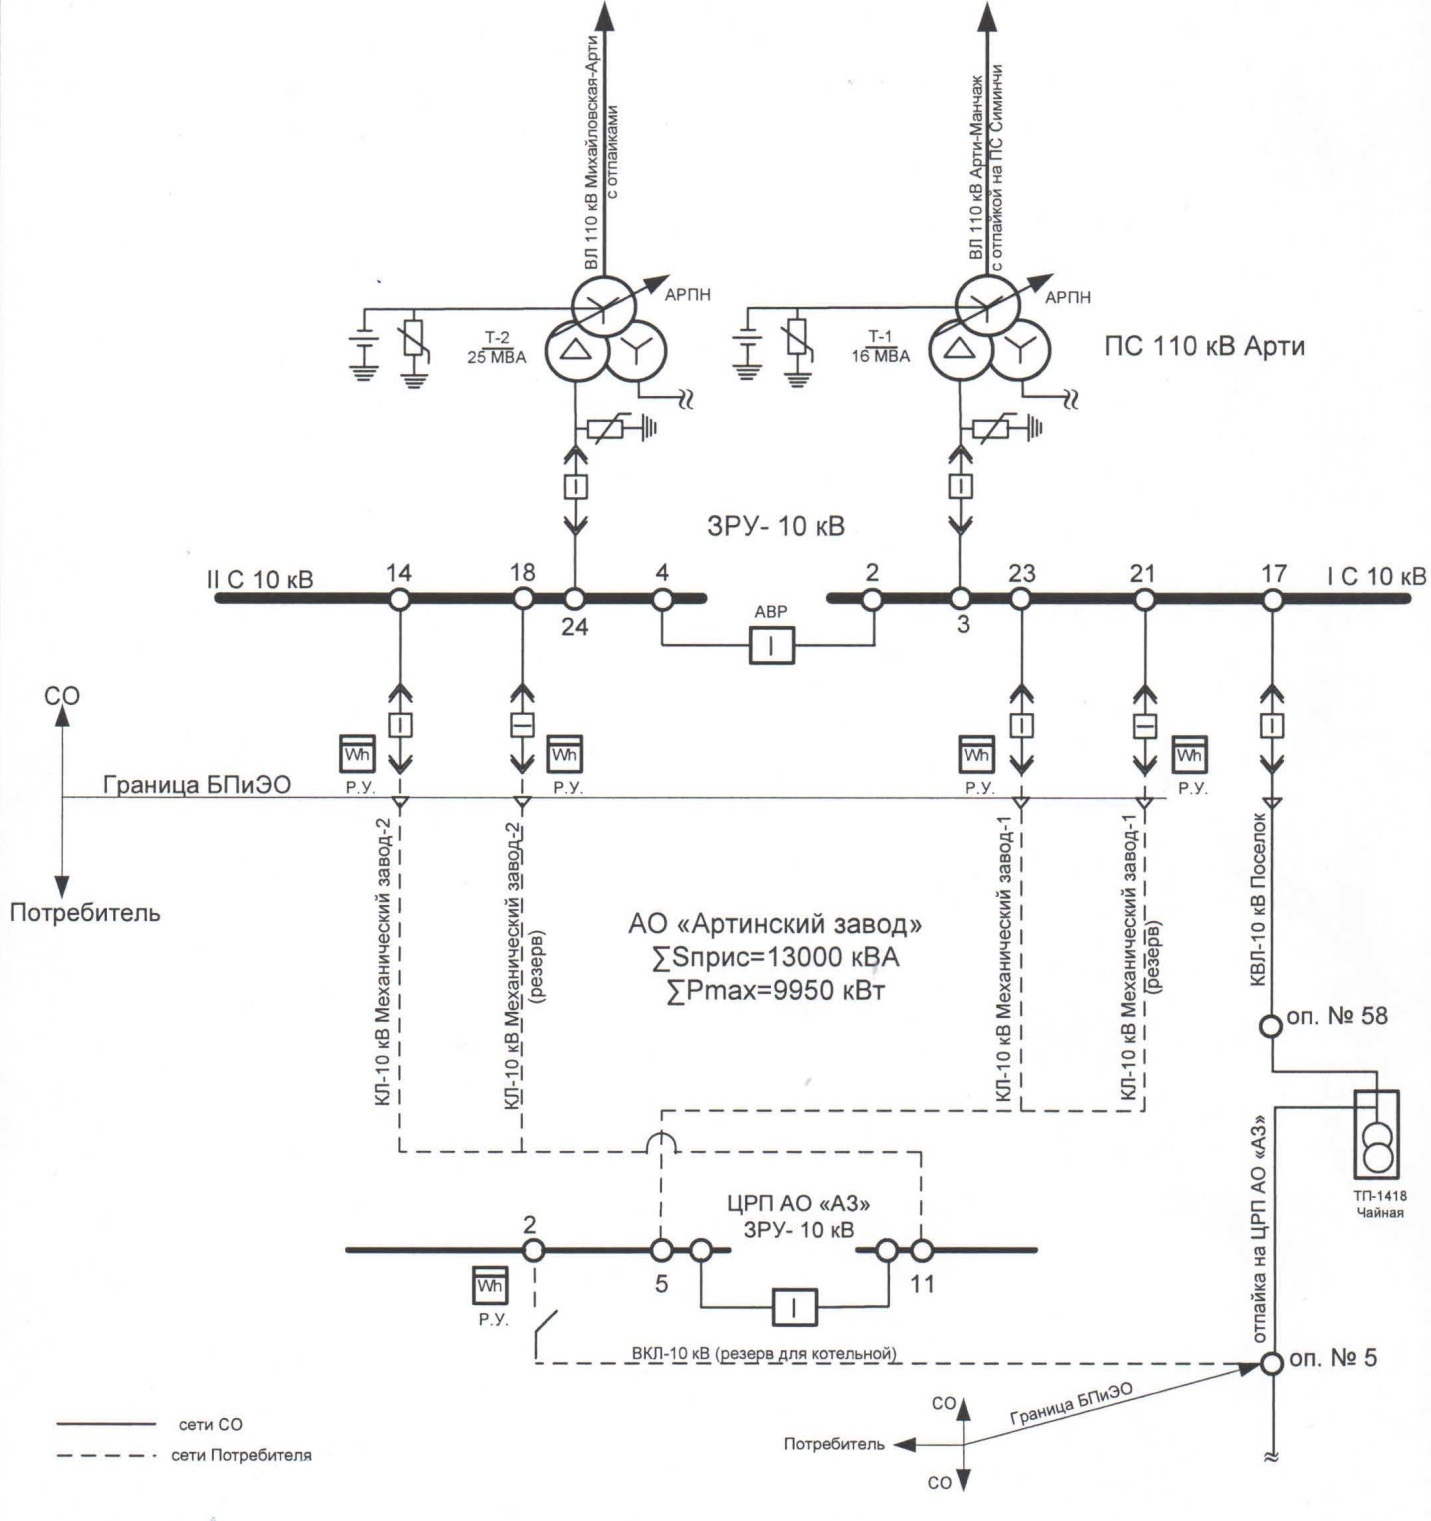 ВЛ 110 кВ Михайловская-Арти
с отпайками
ВЛ 110 кВ Арти-Манчаж
с отпайкой на ПС Симинчи
АРПН
АРПН
Т-2
25 МВА
Т-1
16 МВА
ПС 110 кВ Арти
ЗРУ- 10 кВ
II С 10 кВ
14
18
4
2
23
21
17
I С 10 кВ
24
АВР
3
СО
Wh
Wh
Wh
Wh
Граница БПиЭО
Р.У.
Р.У.
Р.У.
Р.У.
Потребитель
КЛ-10 кВ Механический завод-2
КЛ-10 кВ Механический завод-2
(резерв)
АО «Артинский завод»
∑Sприс=13000 кВА
∑Pmax=9950 кВт
КЛ-10 кВ Механический завод-1
КЛ-10 кВ Механический завод-1
(резерв)
КВЛ-10 кВ Поселок
оп. № 58
ТП-1418
Чайная
отпайка на ЦРП АО «АЗ»
ЦРП АО «АЗ»
ЗРУ- 10 кВ
2
5
11
Wh
Р.У.
ВКЛ-10 кВ (резерв для котельной)
оп. № 5
СО
Граница БПиЭО
Потребитель
СО
сети СО
сети Потребителя